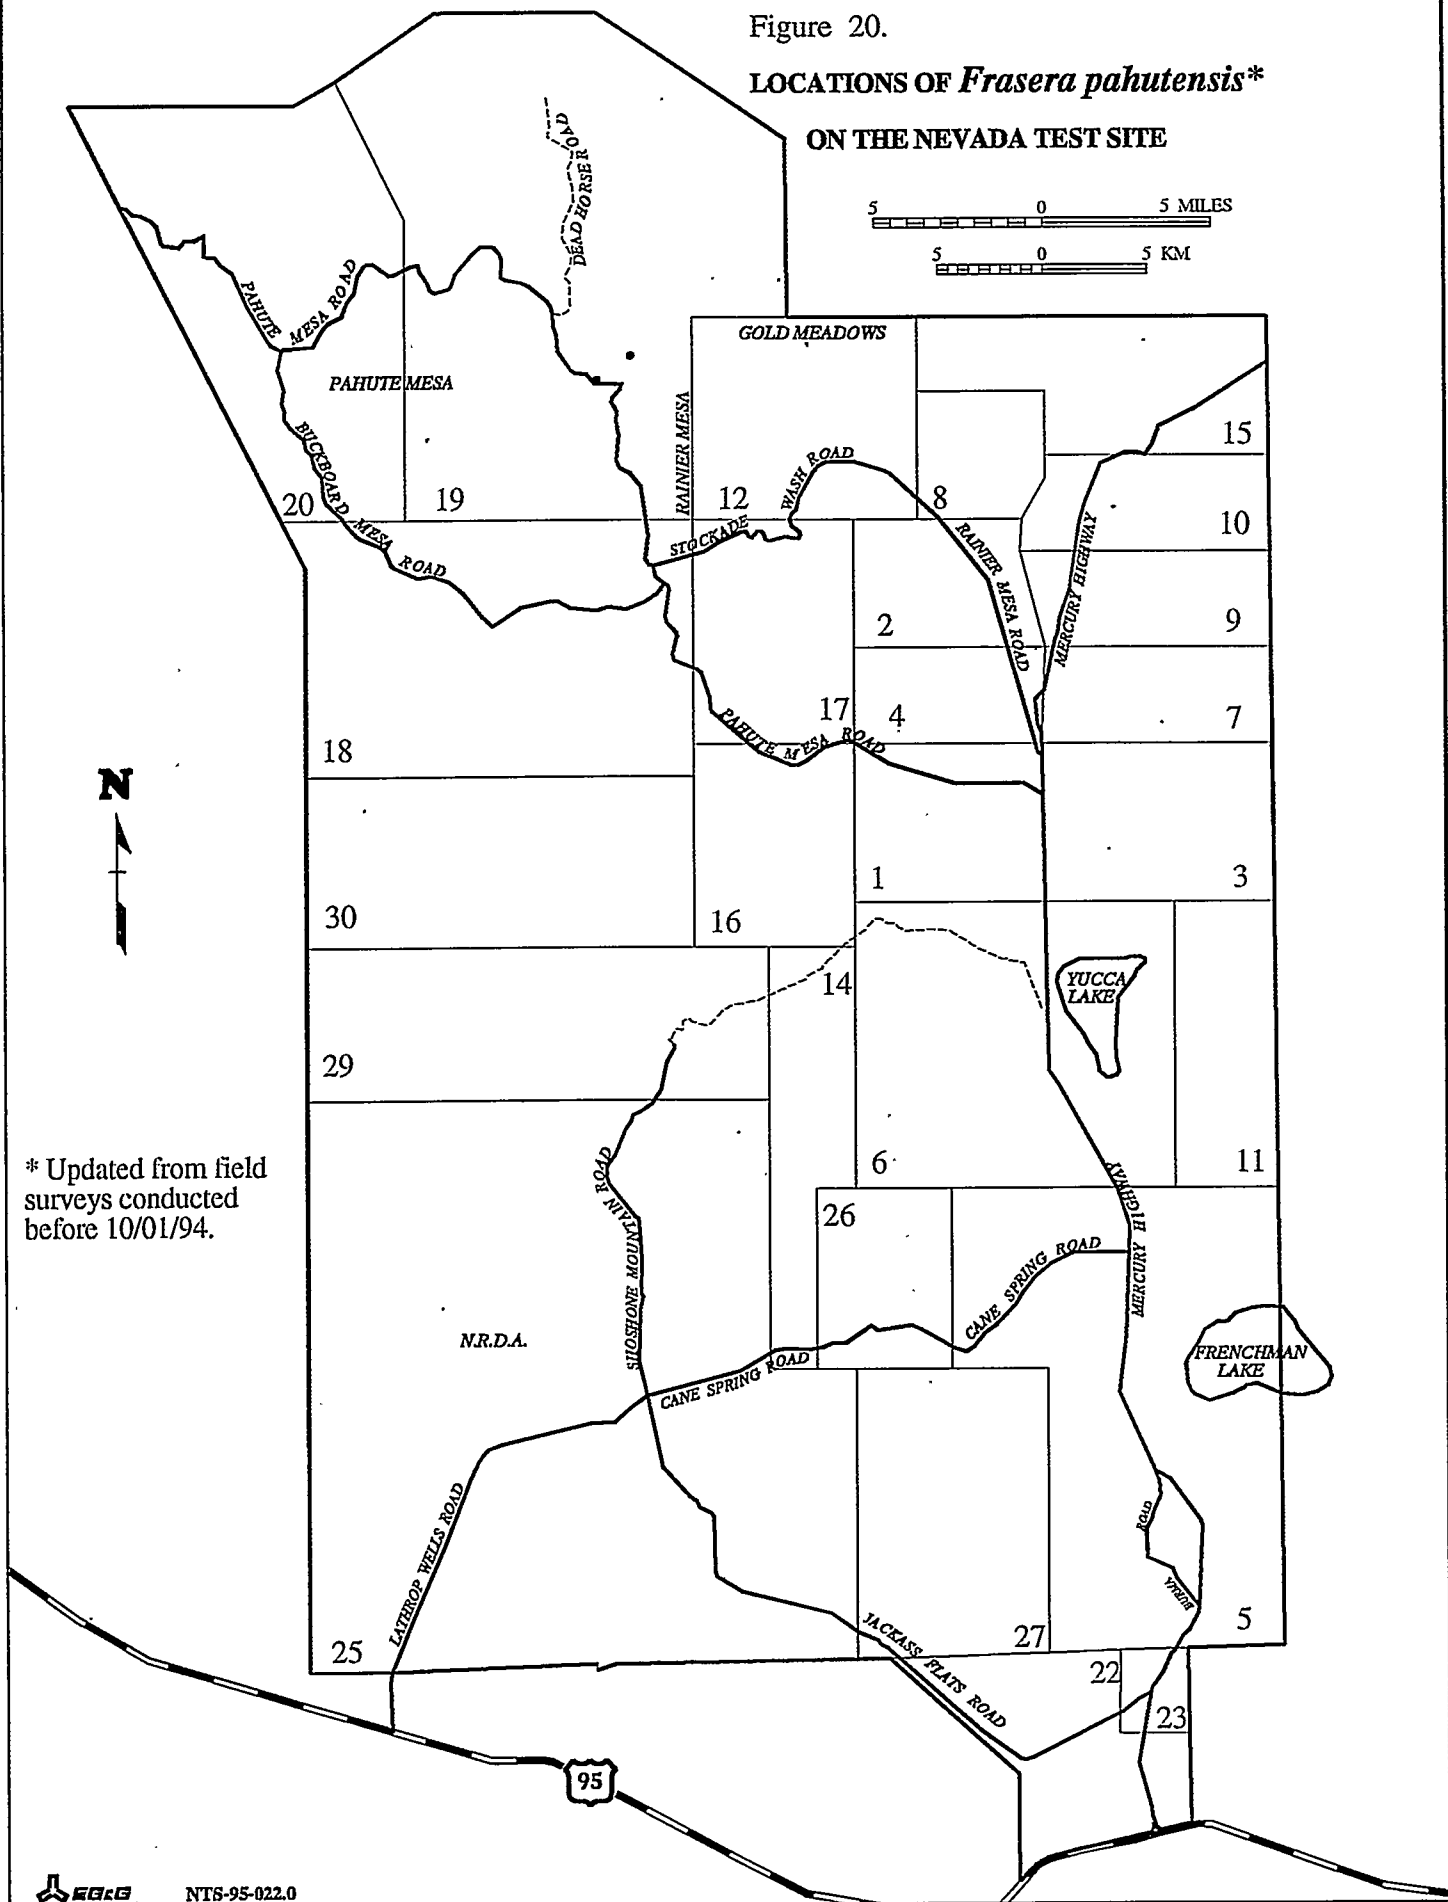 Figure 20.
LOCATIONS OF Frasera pahutensis*
ON THE NEVADA TEST SITE
5 0 5 MILES
5 0 5 KM
DEAD HORSE ROAD
PAHUTE MESA ROAD
GOLD MEADOWS
PAHUTE MESA
RAINIER MESA
BUCKBOARD MESA ROAD
STOCKADE WASH ROAD
RAINIER MESA ROAD
MERCURY HIGHWAY
15
20
19
12
8
10
2
9
17
4
7
PAHUTE MESA ROAD
18
N
1
3
30
16
YUCCA
LAKE
14
29
* Updated from field
surveys conducted
before 10/01/94.
6
11
26
SHOSHONE MOUNTAIN ROAD
MERCURY HIGHWAY
CANE SPRING ROAD
N.R.D.A.
FRENCHMAN
LAKE
CANE SPRING ROAD
LATHROP WELLS ROAD
BURMA ROAD
JACKASS FLATS ROAD
25
27
5
22
23
95
EG&G
NTS-95-022.0